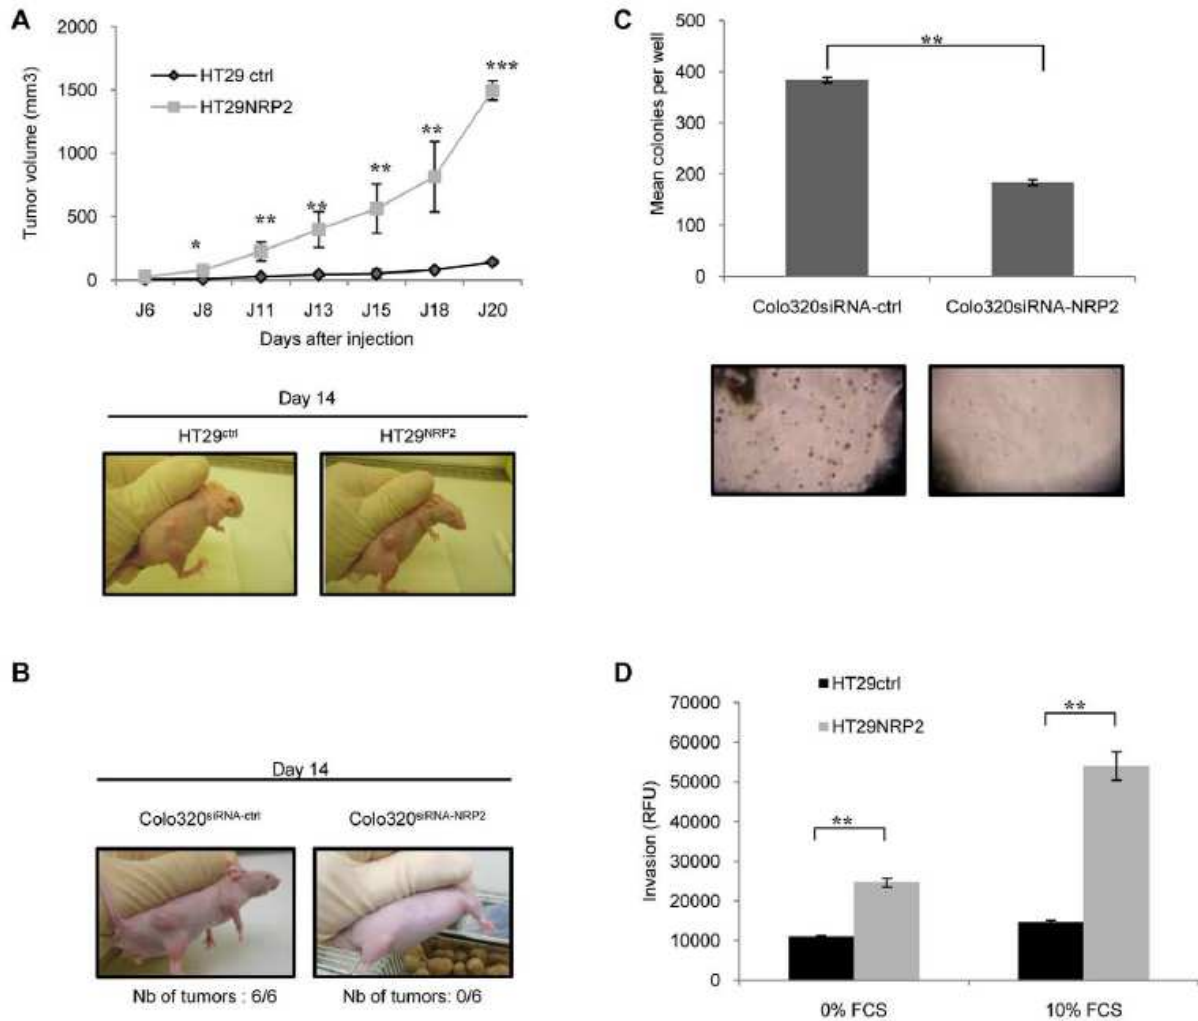 A
2000
1500
1000
500
0
Tumor volume (mm3)
HT29 ctrl
HT29NRP2
*
**
**
**
**
***
J6 J8 J11 J13 J15 J18 J20
Days after injection
Day 14
HT29ctrl HT29NRP2
B
Day 14
Colo320siRNA-ctrl Colo320siRNA-NRP2
Nb of tumors : 6/6 Nb of tumors: 0/6
C
500
400
300
200
100
0
Mean colonies per well
**
Colo320siRNA-ctrl Colo320siRNA-NRP2
D
HT29ctrl
HT29NRP2
70000
60000
50000
40000
30000
20000
10000
0
Invasion (RFU)
**
**
0% FCS 10% FCS